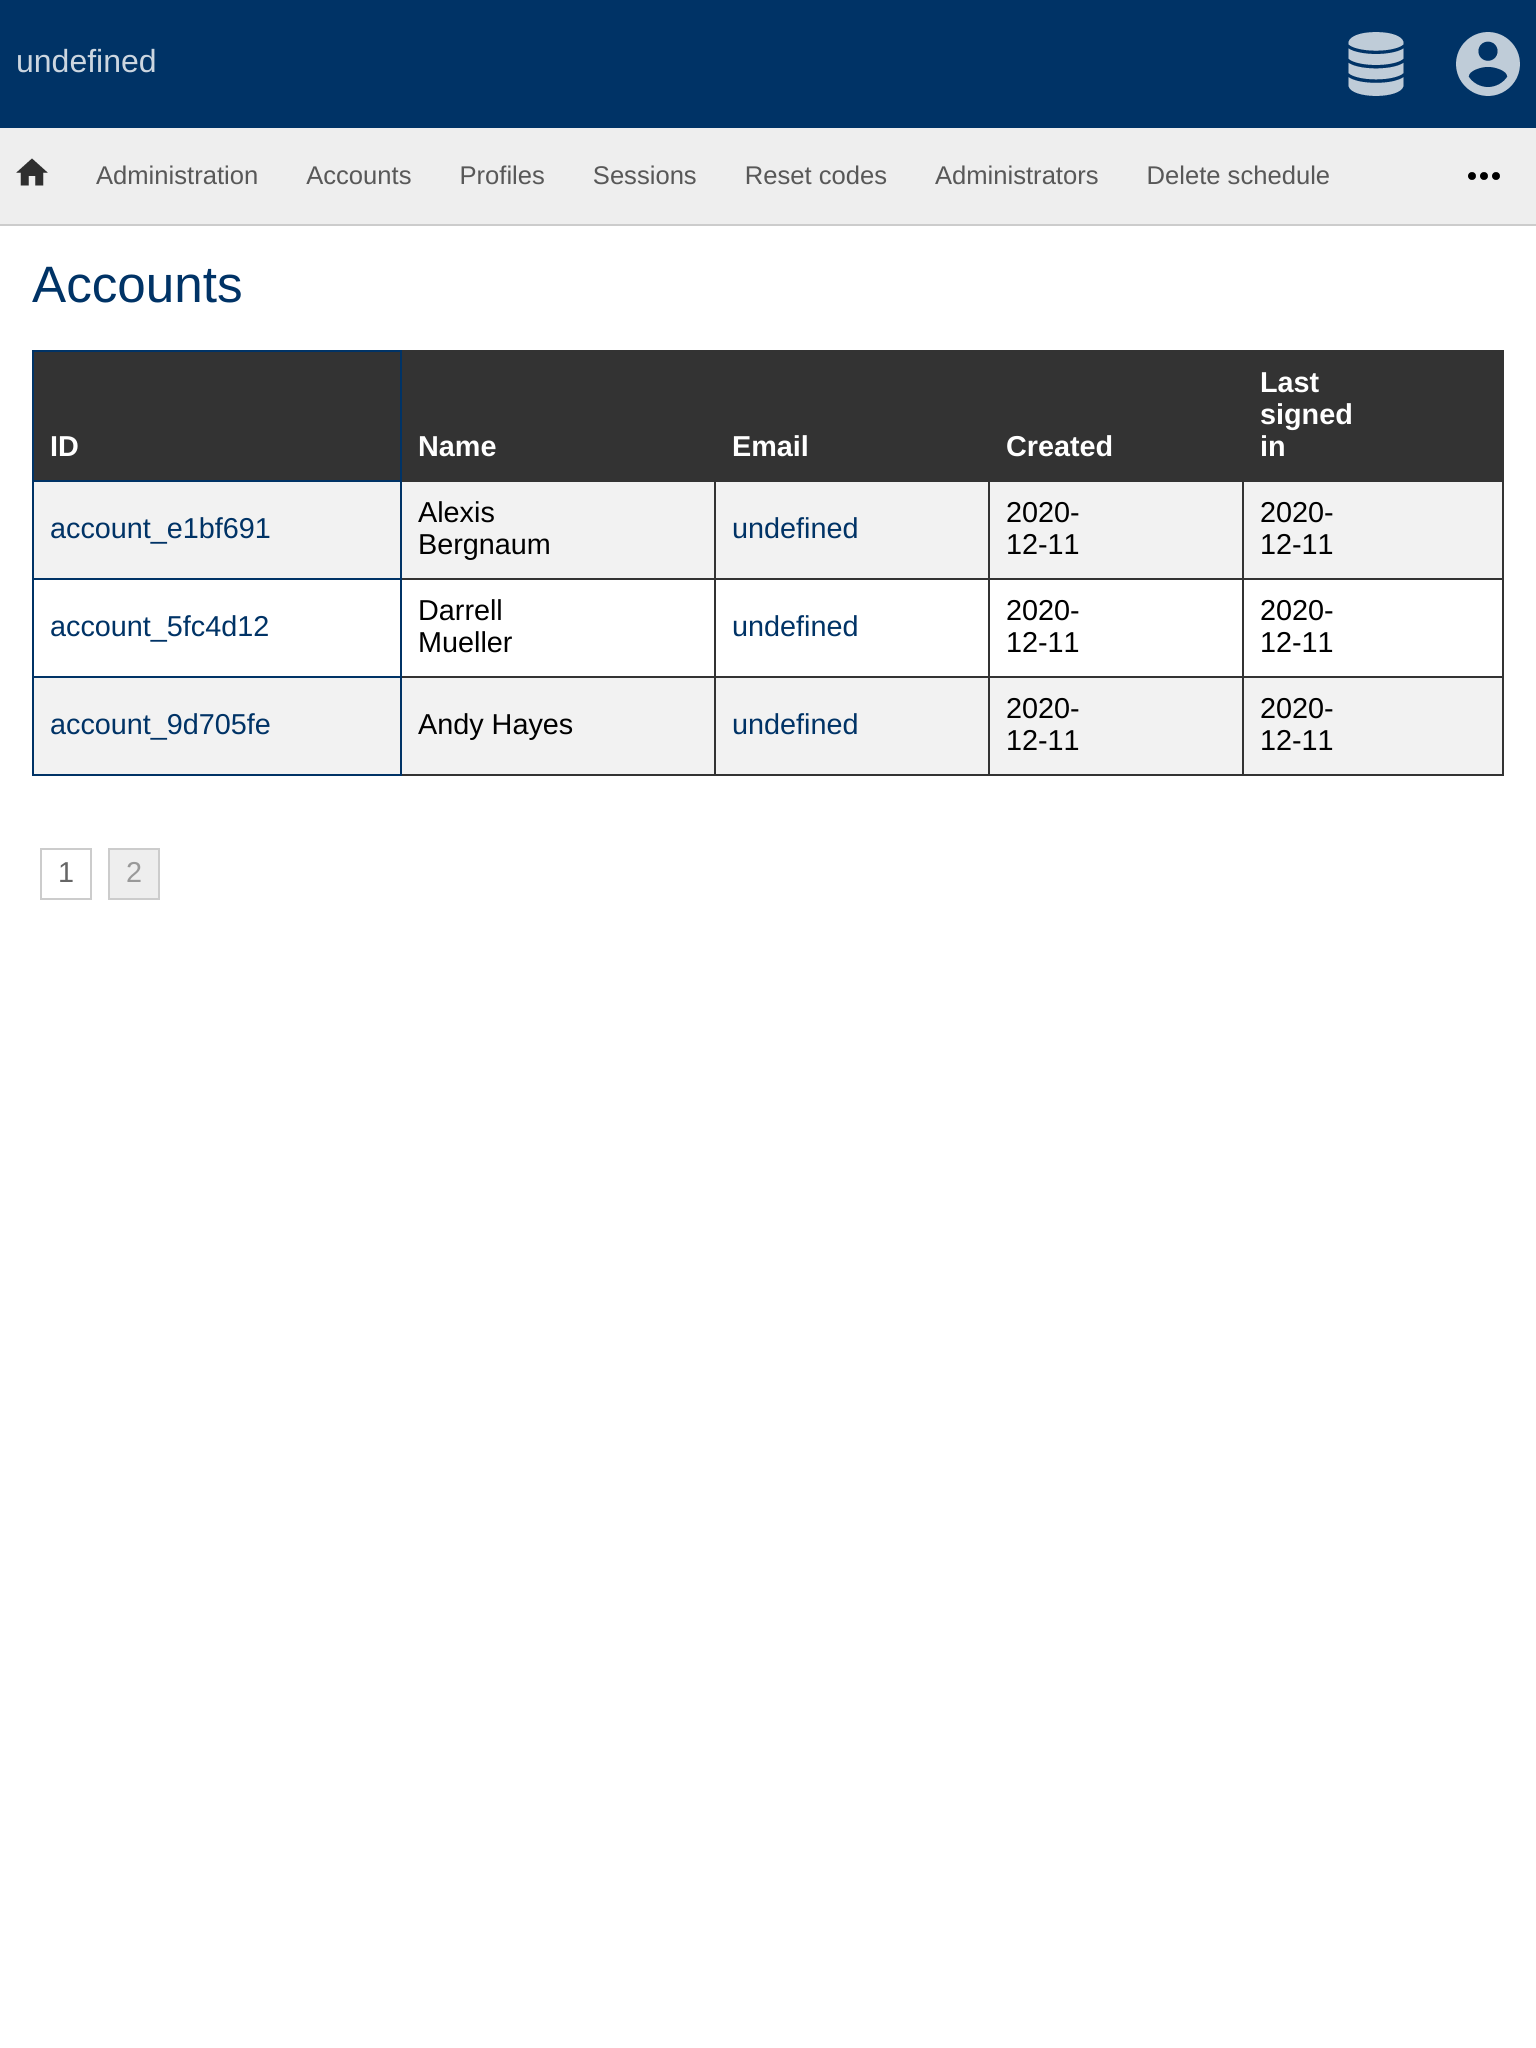 undefined
Administration Accounts Profiles Sessions Reset codes Administrators Delete schedule
Accounts
ID Name Email Created Last signed in
account_e1bf691 Alexis Bergnaum undefined 2020-12-11 2020-12-11
account_5fc4d12 Darrell Mueller undefined 2020-12-11 2020-12-11
account_9d705fe Andy Hayes undefined 2020-12-11 2020-12-11
1 2